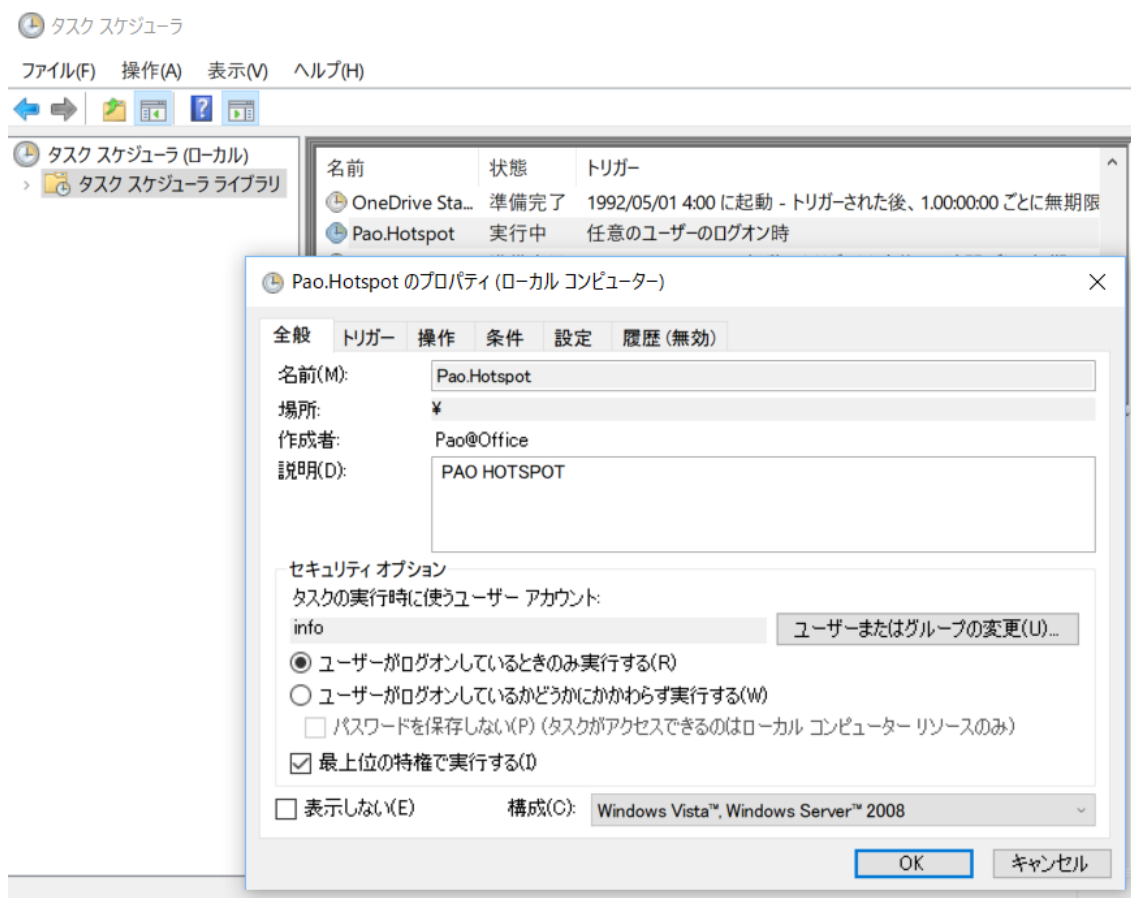 タスク スケジューラ
ファイル(F) 操作(A) 表示(V) ヘルプ(H)
タスク スケジューラ (ローカル)
タスク スケジューラ ライブラリ
名前 状態 トリガー
OneDrive Sta... 準備完了 1992/05/01 4:00 に起動 - トリガーされた後、1.00:00:00 ごとに無期限
Pao.Hotspot 実行中 任意のユーザーのログオン時
Pao.Hotspot のプロパティ (ローカル コンピューター)
全般 トリガー 操作 条件 設定 履歴 (無効)
名前(M): Pao.Hotspot
場所: ¥
作成者: Pao@Office
説明(D): PAO HOTSPOT
セキュリティ オプション
タスクの実行時に使うユーザー アカウント:
info ユーザーまたはグループの変更(U)...
ユーザーがログオンしているときのみ実行する(R)
ユーザーがログオンしているかどうかにかかわらず実行する(W)
パスワードを保存しない(P) (タスクがアクセスできるのはローカル コンピューター リソースのみ)
最上位の特権で実行する(I)
表示しない(E) 構成(C): Windows Vista™, Windows Server™ 2008
OK キャンセル